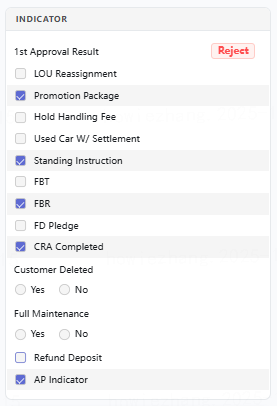 INDICATOR
1st Approval Result Reject
LOU Reassignment
Promotion Package
Hold Handling Fee
Used Car W/ Settlement
Standing Instruction
FBT
FBR
FD Pledge
CRA Completed
Customer Deleted
Yes No
Full Maintenance
Yes No
Refund Deposit
AP Indicator